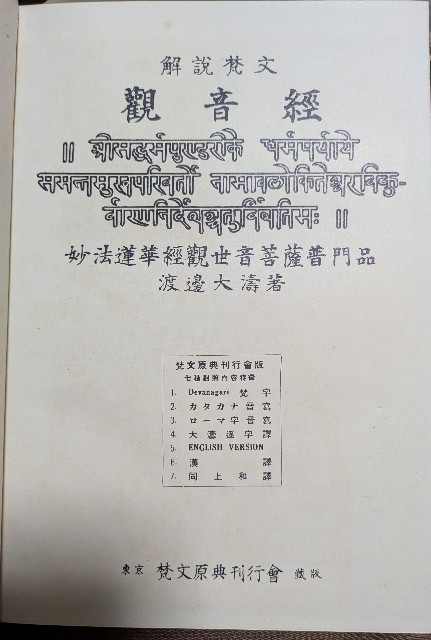 解說梵文
觀音經
॥ श्रीसद्धर्मपुण्डरीके धर्मपर्याये
समन्तमुखपरिवर्तो नामावलोकितेश्वरविकु-
र्वाणनिर्देशश्चतुर्विंशतिमः ॥
妙法蓮華經觀世音菩薩普門品
渡邊大濤著
梵文原典刊行會版
七種對照內容
1. Devanagari 梵字
2. カタカナ音寫
3. ローマ字音寫
4. 大濤逐字譯
5. ENGLISH VERSION
6. 漢譯
7. 同上和譯
東京 梵文原典刊行會 藏版